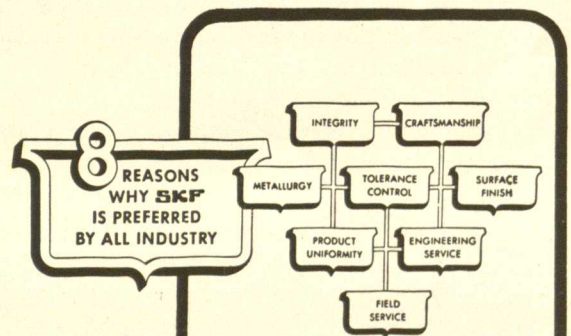 8
REASONS
WHY SKF
IS PREFERRED
BY ALL INDUSTRY
INTEGRITY
CRAFTSMANSHIP
METALLURGY
TOLERANCE
CONTROL
SURFACE
FINISH
PRODUCT
UNIFORMITY
ENGINEERING
SERVICE
FIELD
SERVICE